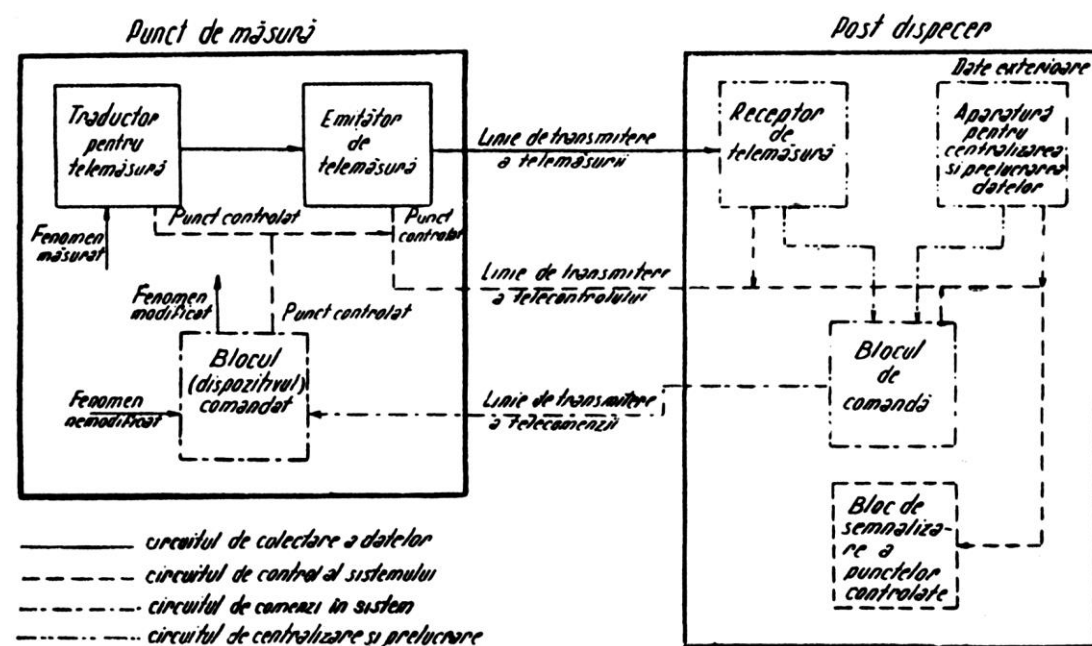 Punct de măsură
Traductor
pentru
telemăsură
Emițător
de
telemăsură
Punct controlat
Punct
controlat
Fenomen
măsurat
Fenomen
modificat
Punct controlat
Blocul
(dispozitivul)
comandat
Fenomen
nemodificat
Linie de transmitere
a telemăsurii
Linie de transmitere
a telecontrolului
Linie de transmitere
a telecomenzii
Post dispecer
Date exterioare
Receptor
de
telemăsură
Aparatură
pentru
centralizarea
si prelucrarea
datelor
Blocul
de
comandă
Bloc de
semnaliza-
re a
punctelor
controlate
circuitul de colectare a datelor
circuitul de control al sistemului
circuitul de comenzi în sistem
circuitul de centralizare si prelucrare